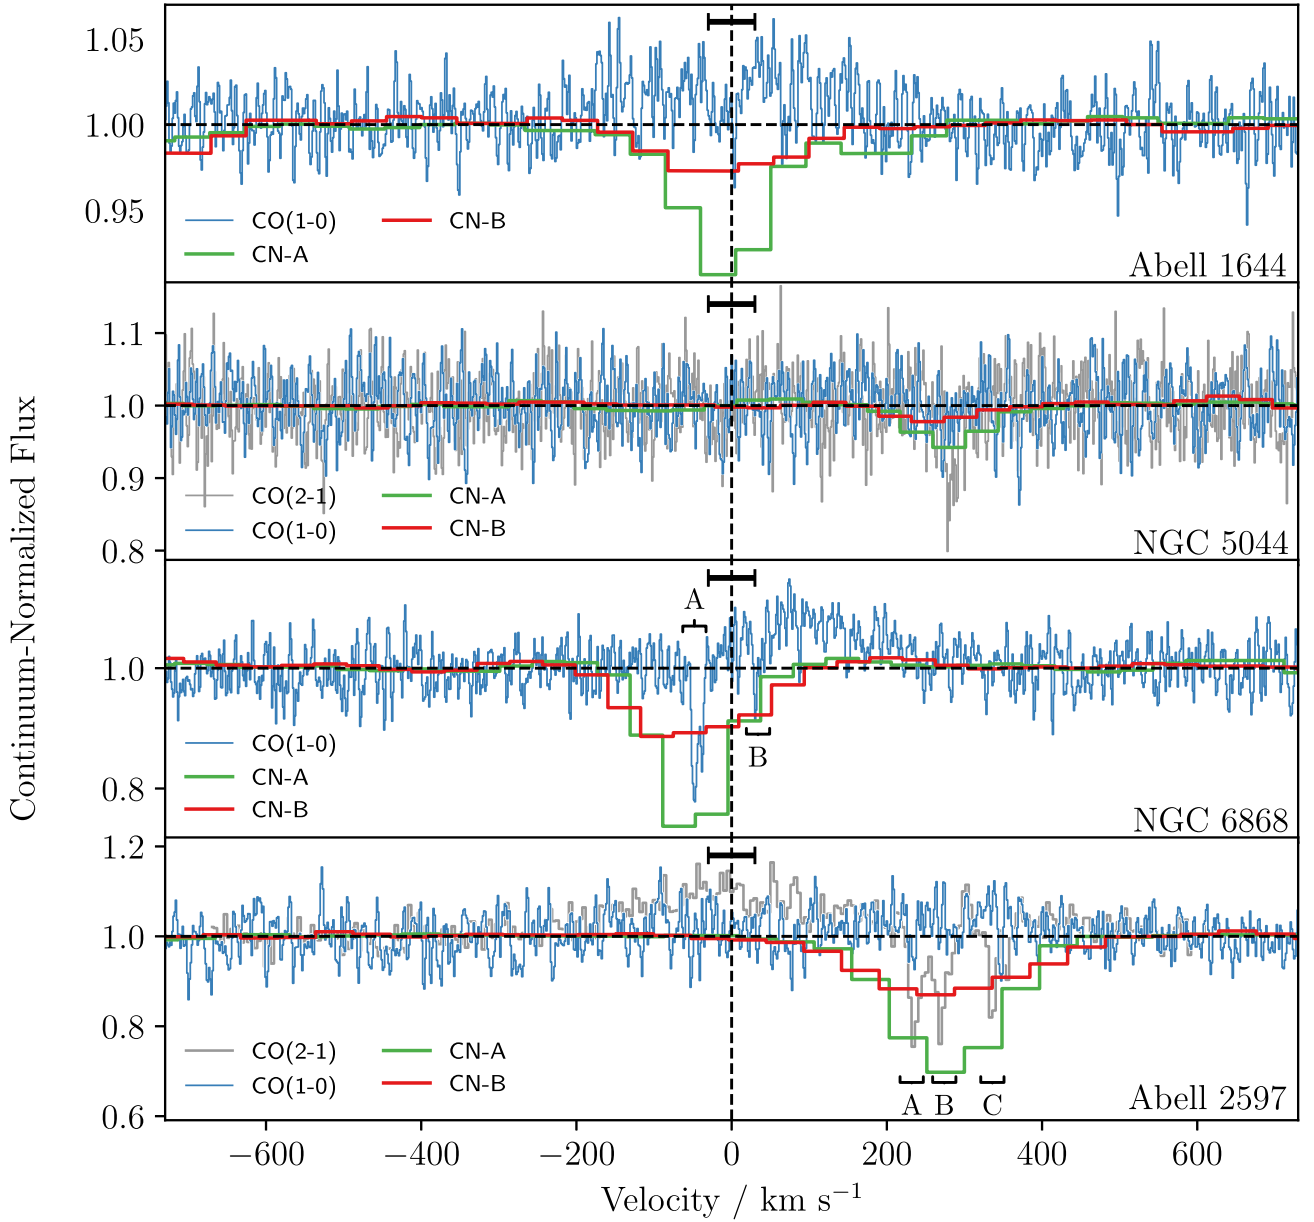 Continuum-Normalized Flux
1.05
1.00
0.95
CO(1-0)
CN-B
CN-A
Abell 1644
1.1
1.0
0.9
0.8
CO(2-1)
CN-A
CO(1-0)
CN-B
NGC 5044
A
1.0
0.8
B
CO(1-0)
CN-A
CN-B
NGC 6868
1.2
1.0
0.8
0.6
CO(2-1)
CN-A
CO(1-0)
CN-B
A B C
Abell 2597
−600 −400 −200 0 200 400 600
Velocity / km s⁻¹